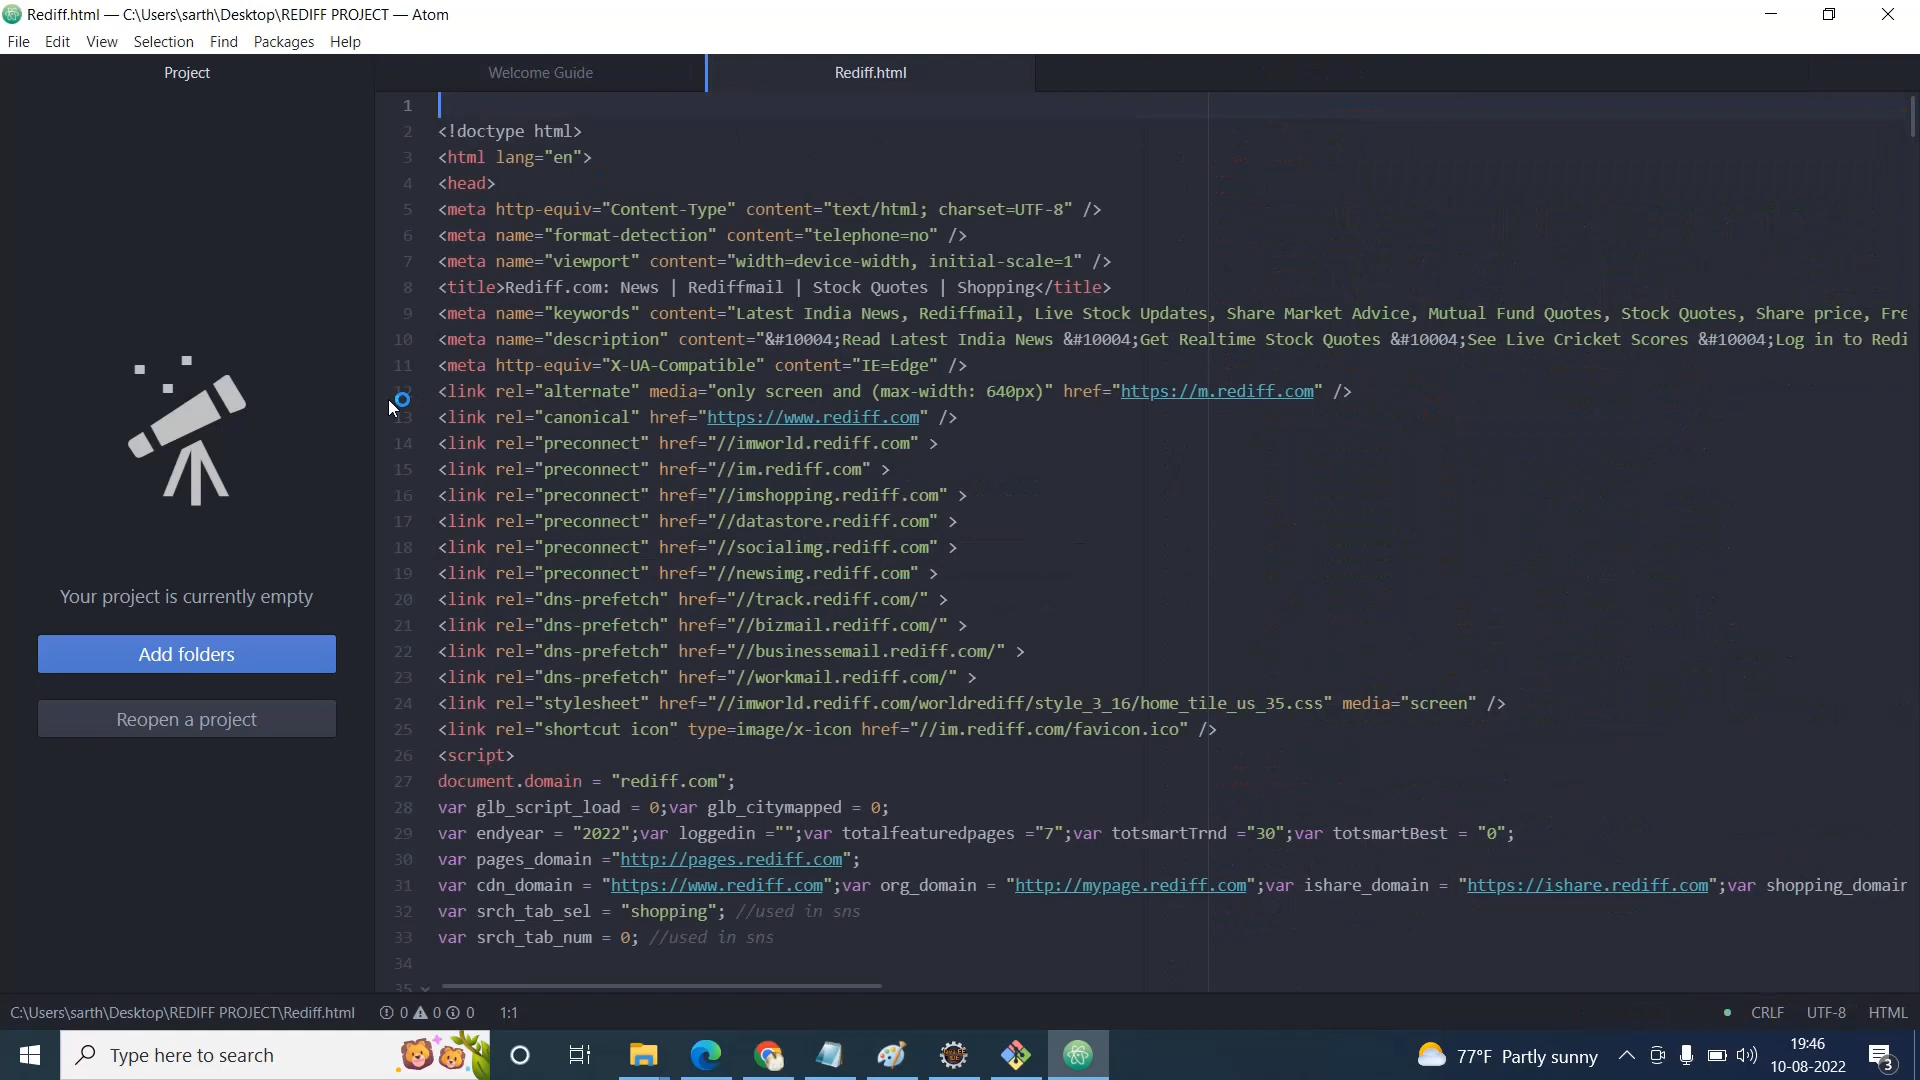 Rediff.html — C:\Users\sarth\Desktop\REDIFF PROJECT — Atom
File Edit View Selection Find Packages Help
Project
Welcome Guide
Rediff.html
Your project is currently empty
Add folders
Reopen a project
1
2 <!doctype html>
3 <html lang="en">
4 <head>
5 <meta http-equiv="Content-Type" content="text/html; charset=UTF-8" />
6 <meta name="format-detection" content="telephone=no" />
7 <meta name="viewport" content="width=device-width, initial-scale=1" />
8 <title>Rediff.com: News | Rediffmail | Stock Quotes | Shopping</title>
9 <meta name="keywords" content="Latest India News, Rediffmail, Live Stock Updates, Share Market Advice, Mutual Fund Quotes, Stock Quotes, Share price, Fre
10 <meta name="description" content="&#10004;Read Latest India News &#10004;Get Realtime Stock Quotes &#10004;See Live Cricket Scores &#10004;Log in to Redi
11 <meta http-equiv="X-UA-Compatible" content="IE=Edge" />
12 <link rel="alternate" media="only screen and (max-width: 640px)" href="https://m.rediff.com" />
13 <link rel="canonical" href="https://www.rediff.com" />
14 <link rel="preconnect" href="//imworld.rediff.com" >
15 <link rel="preconnect" href="//im.rediff.com" >
16 <link rel="preconnect" href="//imshopping.rediff.com" >
17 <link rel="preconnect" href="//datastore.rediff.com" >
18 <link rel="preconnect" href="//socialimg.rediff.com" >
19 <link rel="preconnect" href="//newsimg.rediff.com" >
20 <link rel="dns-prefetch" href="//track.rediff.com/" >
21 <link rel="dns-prefetch" href="//bizmail.rediff.com/" >
22 <link rel="dns-prefetch" href="//businessemail.rediff.com/" >
23 <link rel="dns-prefetch" href="//workmail.rediff.com/" >
24 <link rel="stylesheet" href="//imworld.rediff.com/worldrediff/style_3_16/home_tile_us_35.css" media="screen" />
25 <link rel="shortcut icon" type=image/x-icon href="//im.rediff.com/favicon.ico" />
26 <script>
27 document.domain = "rediff.com";
28 var glb_script_load = 0;var glb_citymapped = 0;
29 var endyear = "2022";var loggedin ="";var totalfeaturedpages ="7";var totsmartTrnd ="30";var totsmartBest = "0";
30 var pages_domain ="http://pages.rediff.com";
31 var cdn_domain = "https://www.rediff.com";var org_domain = "http://mypage.rediff.com";var ishare_domain = "https://ishare.rediff.com";var shopping_domain
32 var srch_tab_sel = "shopping"; //used in sns
33 var srch_tab_num = 0; //used in sns
34
35
C:\Users\sarth\Desktop\REDIFF PROJECT\Rediff.html 0 0 0 1:1 CRLF UTF-8 HTML
Type here to search
77°F Partly sunny
19:46
10-08-2022
3